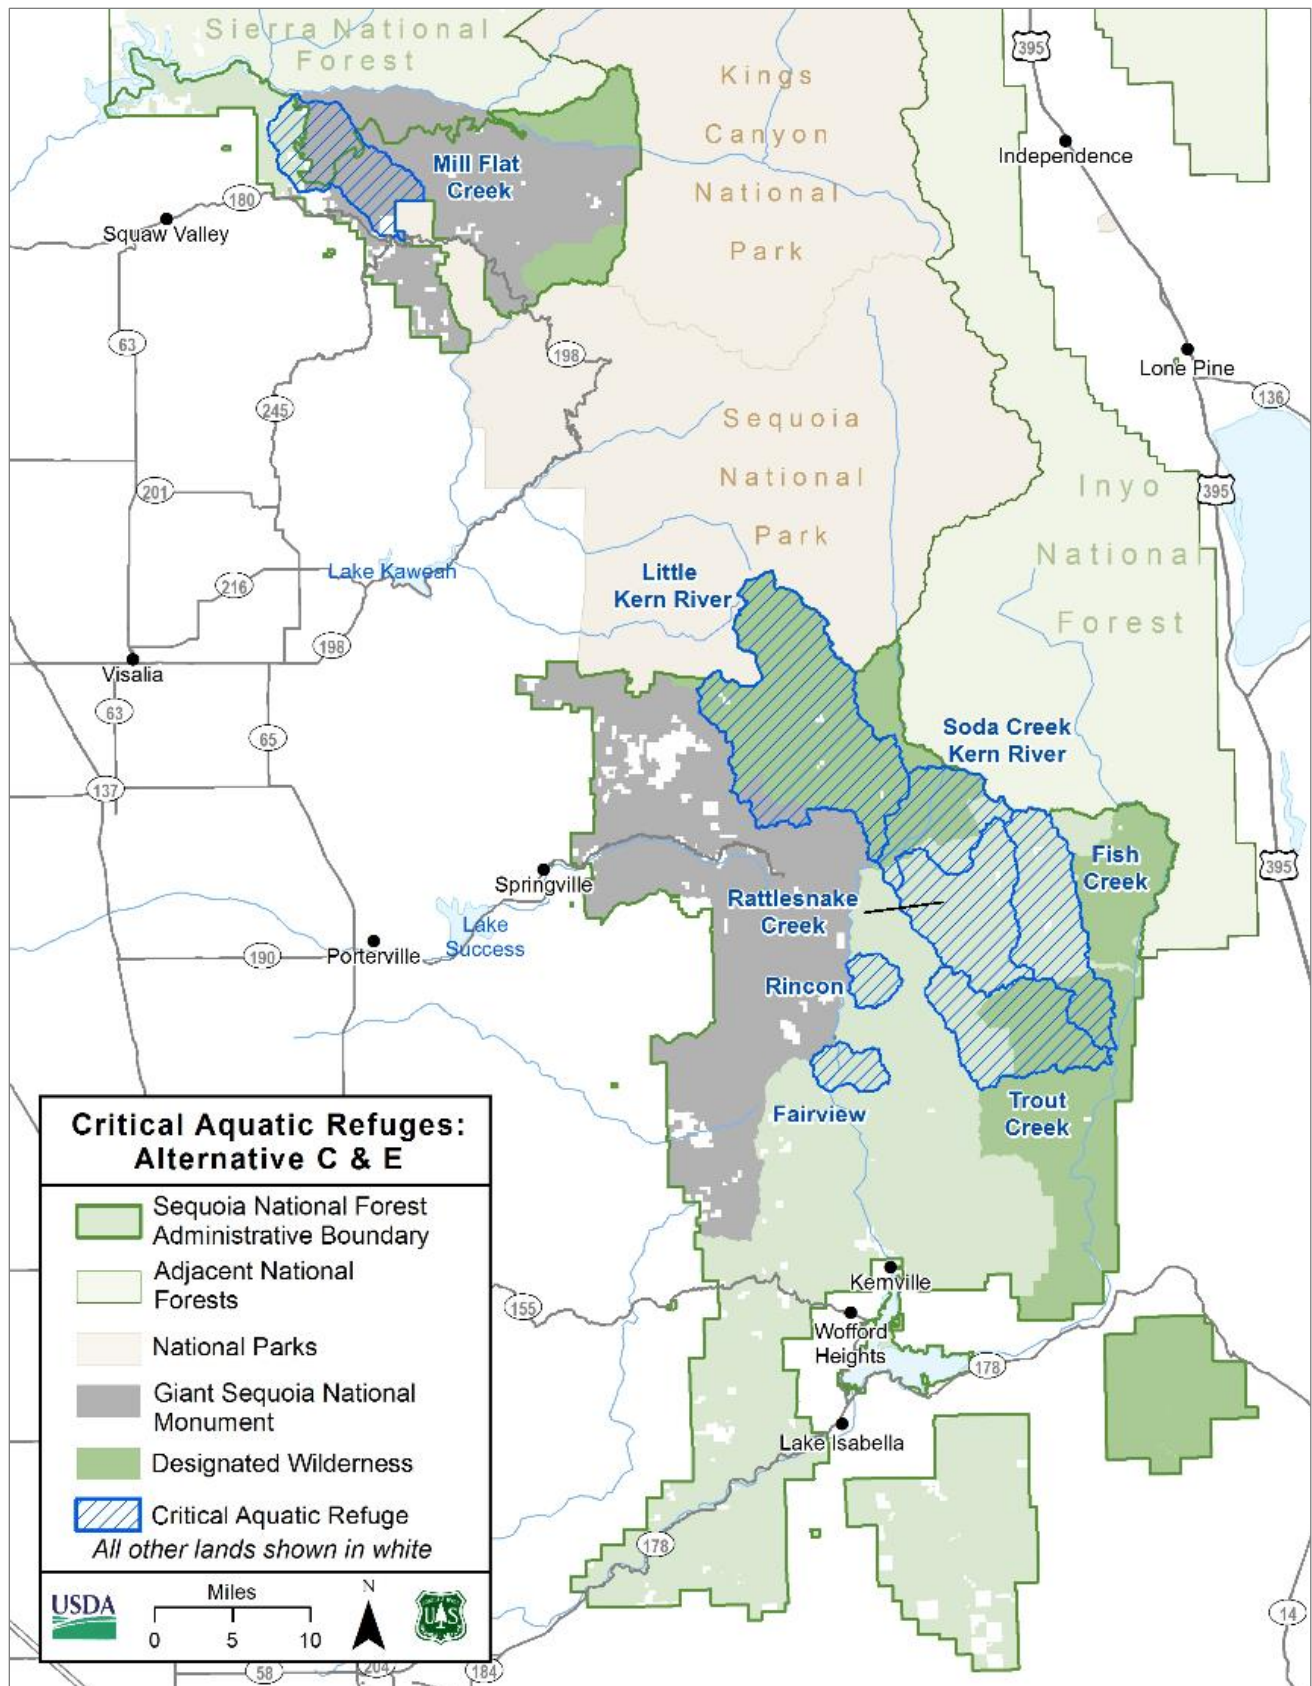 Sierra National
Forest
Kings
Canyon
National
Park
395
Independence
Mill Flat
Creek
180
Squaw Valley
63
198
Lone Pine
136
245
Sequoia
National
Park
201
395
Inyo
National
Forest
Lake Kaweah
216
Little
Kern River
198
Visalia
63
65
Soda Creek
Kern River
137
Fish
Creek
395
Springville
Rattlesnake
Creek
Lake
Success
190
Porterville
Rincon
Fairview
Trout
Creek
Critical Aquatic Refuges:
Alternative C & E
Sequoia National Forest
Administrative Boundary
Adjacent National
Forests
National Parks
Giant Sequoia National
Monument
Designated Wilderness
Critical Aquatic Refuge
All other lands shown in white
USDA
Miles
0 5 10
N
U S
Kernville
155
Wofford
Heights
178
Lake Isabella
178
14
58
204
184